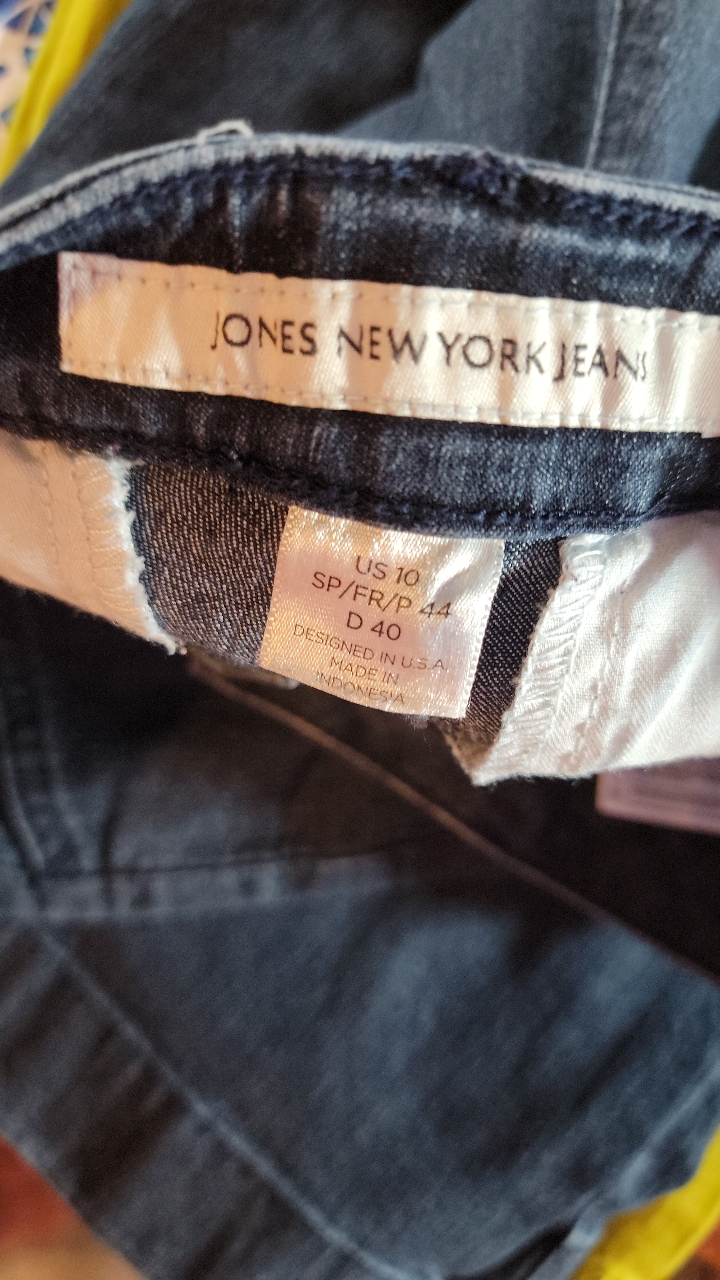 JONES NEW YORK JEANS
US 10
SP/FR/P 44
D 40
DESIGNED IN U.S.A.
MADE IN
INDONESIA